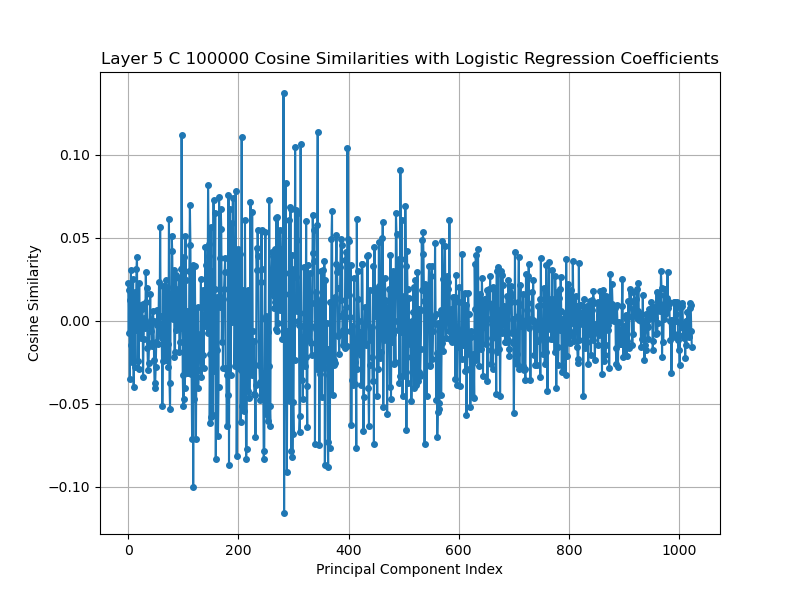 Layer 5 C 100000 Cosine Similarities with Logistic Regression Coefficients
Cosine Similarity
0.10
0.05
0.00
−0.05
−0.10
0 200 400 600 800 1000
Principal Component Index